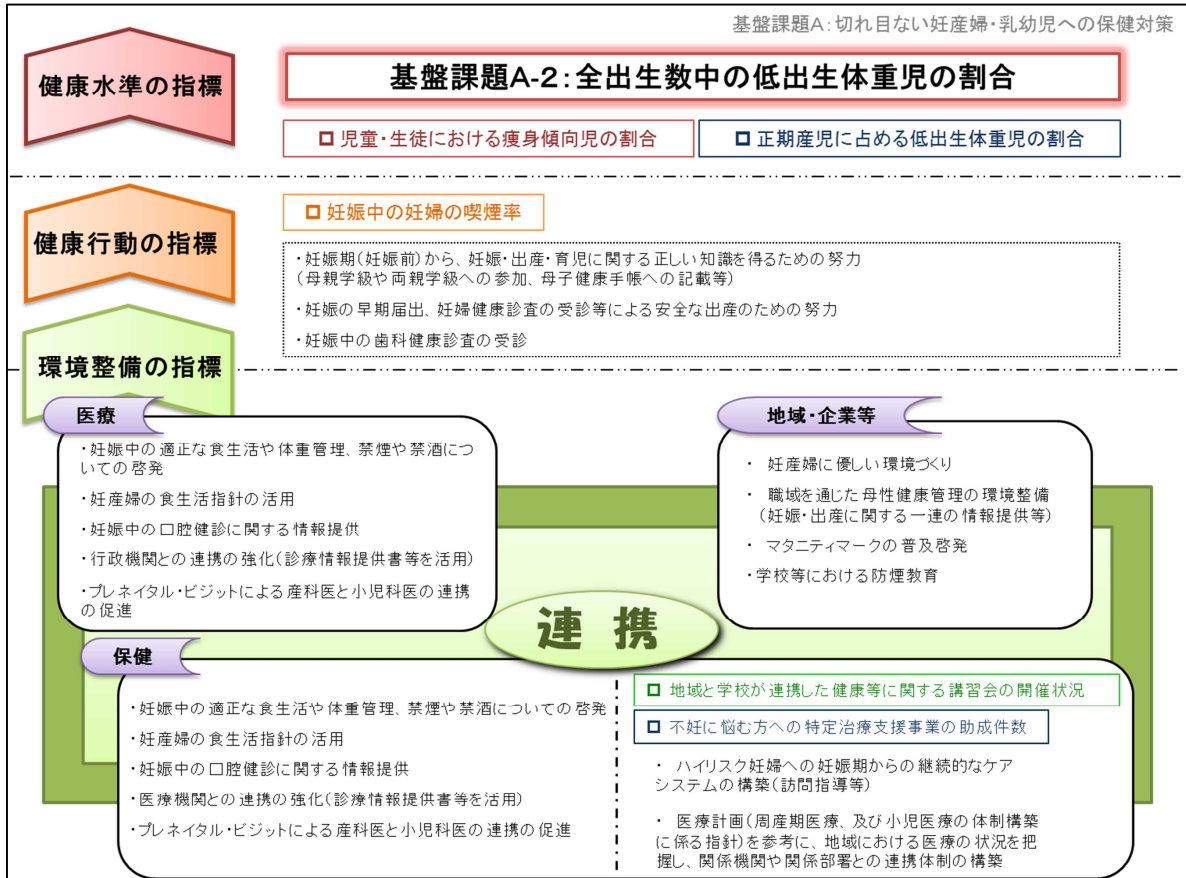 基盤課題A:切れ目ない妊産婦・乳幼児への保健対策
健康水準の指標
基盤課題A-2:全出生数中の低出生体重児の割合
児童・生徒における痩身傾向児の割合
正期産児に占める低出生体重児の割合
健康行動の指標
妊娠中の妊婦の喫煙率
・妊娠期(妊娠前)から、妊娠・出産・育児に関する正しい知識を得るための努力
(母親学級や両親学級への参加、母子健康手帳への記載等)
・妊娠の早期届出、妊婦健康診査の受診等による安全な出産のための努力
・妊娠中の歯科健康診査の受診
環境整備の指標
医療
・妊娠中の適正な食生活や体重管理、禁煙や禁酒につ
いての啓発
・妊産婦の食生活指針の活用
・妊娠中の口腔健診に関する情報提供
・行政機関との連携の強化(診療情報提供書等を活用)
・プレネイタル・ビジットによる産科医と小児科医の連携
の促進
地域・企業等
・ 妊産婦に優しい環境づくり
・ 職域を通じた母性健康管理の環境整備
(妊娠・出産に関する一連の情報提供等)
・ マタニティマークの普及啓発
・学校等における防煙教育
連携
保健
・妊娠中の適正な食生活や体重管理、禁煙や禁酒についての啓発
・妊産婦の食生活指針の活用
・妊娠中の口腔健診に関する情報提供
・医療機関との連携の強化(診療情報提供書等を活用)
・プレネイタル・ビジットによる産科医と小児科医の連携の促進
地域と学校が連携した健康等に関する講習会の開催状況
不妊に悩む方への特定治療支援事業の助成件数
・ ハイリスク妊婦への妊娠期からの継続的なケア
システムの構築(訪問指導等)
・ 医療計画(周産期医療、及び小児医療の体制構築
に係る指針)を参考に、地域における医療の状況を把
握し、関係機関や関係部署との連携体制の構築